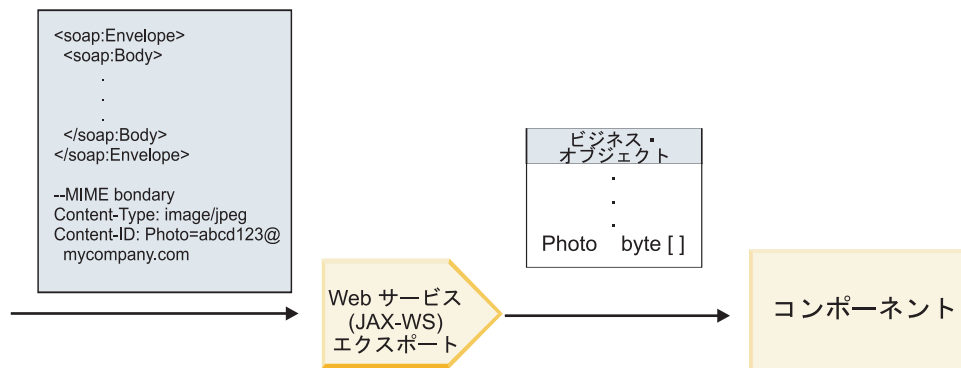 <soap:Envelope>
<soap:Body>
.
.
.
</soap:Body>
</soap:Envelope>
--MIME bondary
Content-Type: image/jpeg
Content-ID: Photo=abcd123@
mycompany.com
Web サービス
(JAX-WS)
エクスポート
ビジネス・
オブジェクト
.
.
.
Photo byte [ ]
コンポーネント